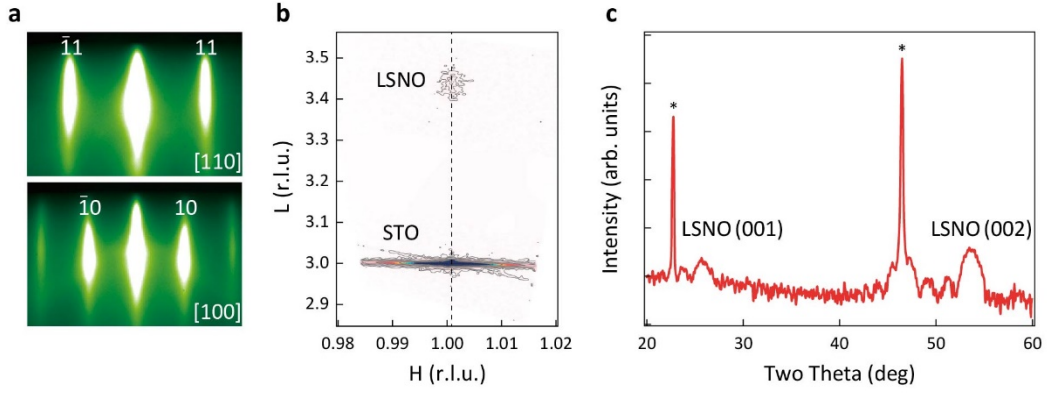 a
1̄1
11
[110]
1̄0
10
[100]
b
3.5
3.4
3.3
3.2
3.1
3.0
2.9
L (r.l.u.)
LSNO
STO
0.98
0.99
1.00
1.01
1.02
H (r.l.u.)
c
Intensity (arb. units)
*
*
LSNO (001)
LSNO (002)
20
30
40
50
60
Two Theta (deg)